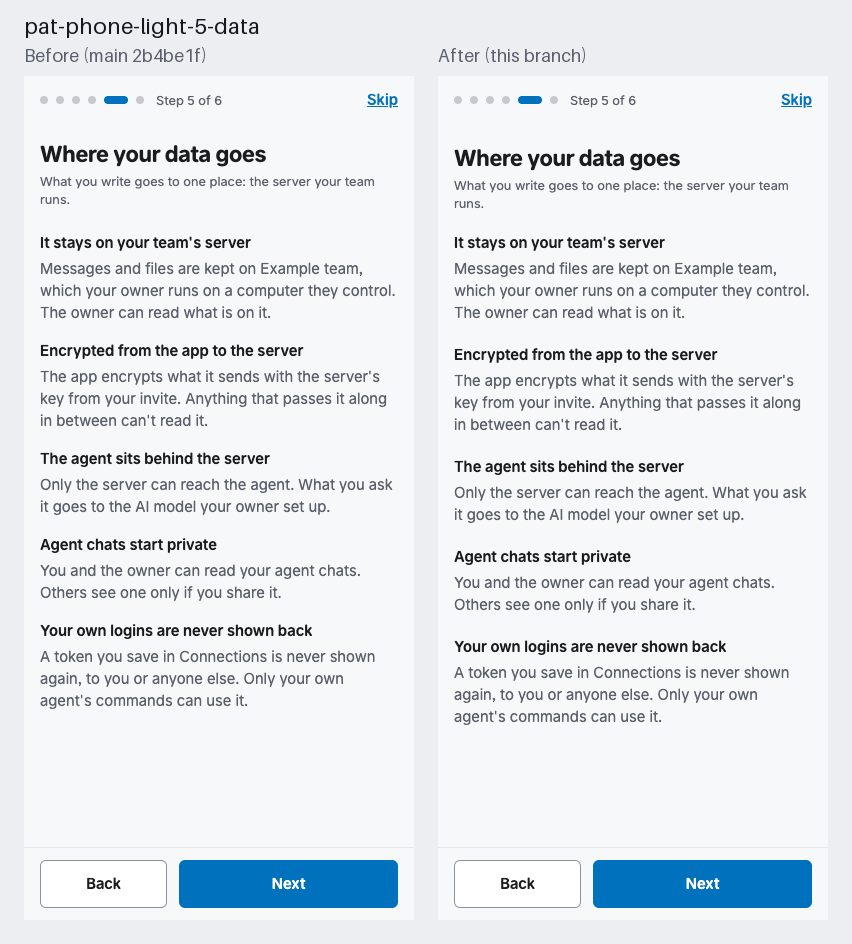 pat-phone-light-5-data
Before (main 2b4be1f)
Step 5 of 6
Skip
Where your data goes
What you write goes to one place: the server your team
runs.
It stays on your team's server
Messages and files are kept on Example team,
which your owner runs on a computer they control.
The owner can read what is on it.
Encrypted from the app to the server
The app encrypts what it sends with the server's
key from your invite. Anything that passes it along
in between can't read it.
The agent sits behind the server
Only the server can reach the agent. What you ask
it goes to the AI model your owner set up.
Agent chats start private
You and the owner can read your agent chats.
Others see one only if you share it.
Your own logins are never shown back
A token you save in Connections is never shown
again, to you or anyone else. Only your own
agent's commands can use it.
Back
Next
After (this branch)
Step 5 of 6
Skip
Where your data goes
What you write goes to one place: the server your team
runs.
It stays on your team's server
Messages and files are kept on Example team,
which your owner runs on a computer they control.
The owner can read what is on it.
Encrypted from the app to the server
The app encrypts what it sends with the server's
key from your invite. Anything that passes it along
in between can't read it.
The agent sits behind the server
Only the server can reach the agent. What you ask
it goes to the AI model your owner set up.
Agent chats start private
You and the owner can read your agent chats.
Others see one only if you share it.
Your own logins are never shown back
A token you save in Connections is never shown
again, to you or anyone else. Only your own
agent's commands can use it.
Back
Next